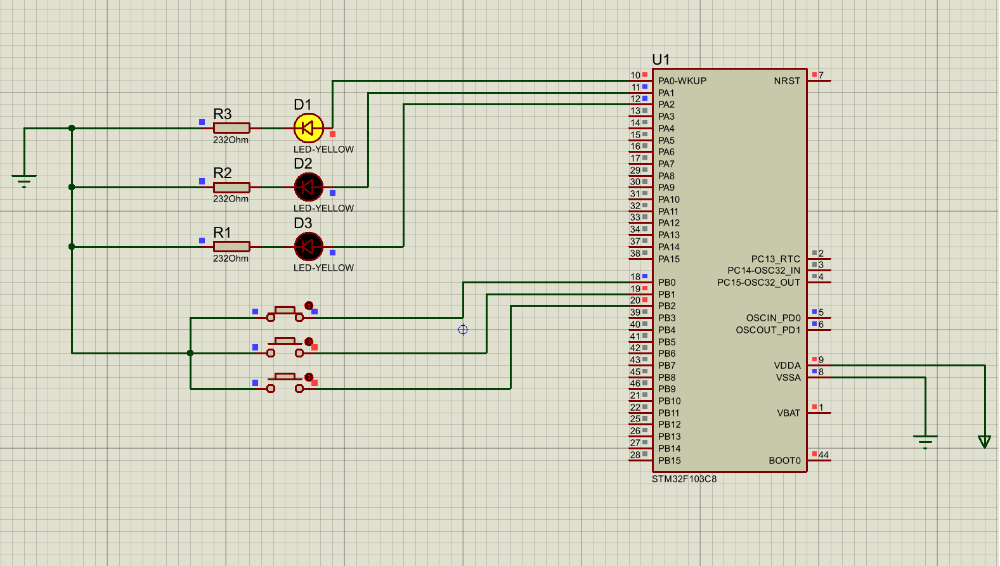 U1
10 PA0-WKUP NRST 7
11 PA1
12 PA2
13 PA3
14 PA4
15 PA5
16 PA6
17 PA7
29 PA8
30 PA9
31 PA10
32 PA11
33 PA12
34 PA13
37 PA14
38 PA15 PC13_RTC 2
PC14-OSC32_IN 3
18 PB0 PC15-OSC32_OUT 4
19 PB1
20 PB2
39 PB3 OSCIN_PD0 5
40 PB4 OSCOUT_PD1 6
41 PB5
42 PB6
43 PB7 VDDA 9
45 PB8 VSSA 8
46 PB9
21 PB10
22 PB11 VBAT 1
25 PB12
26 PB13
27 PB14
28 PB15 BOOT0 44
STM32F103C8
D1
R3
232Ohm
LED-YELLOW
D2
R2
232Ohm
LED-YELLOW
D3
R1
232Ohm
LED-YELLOW